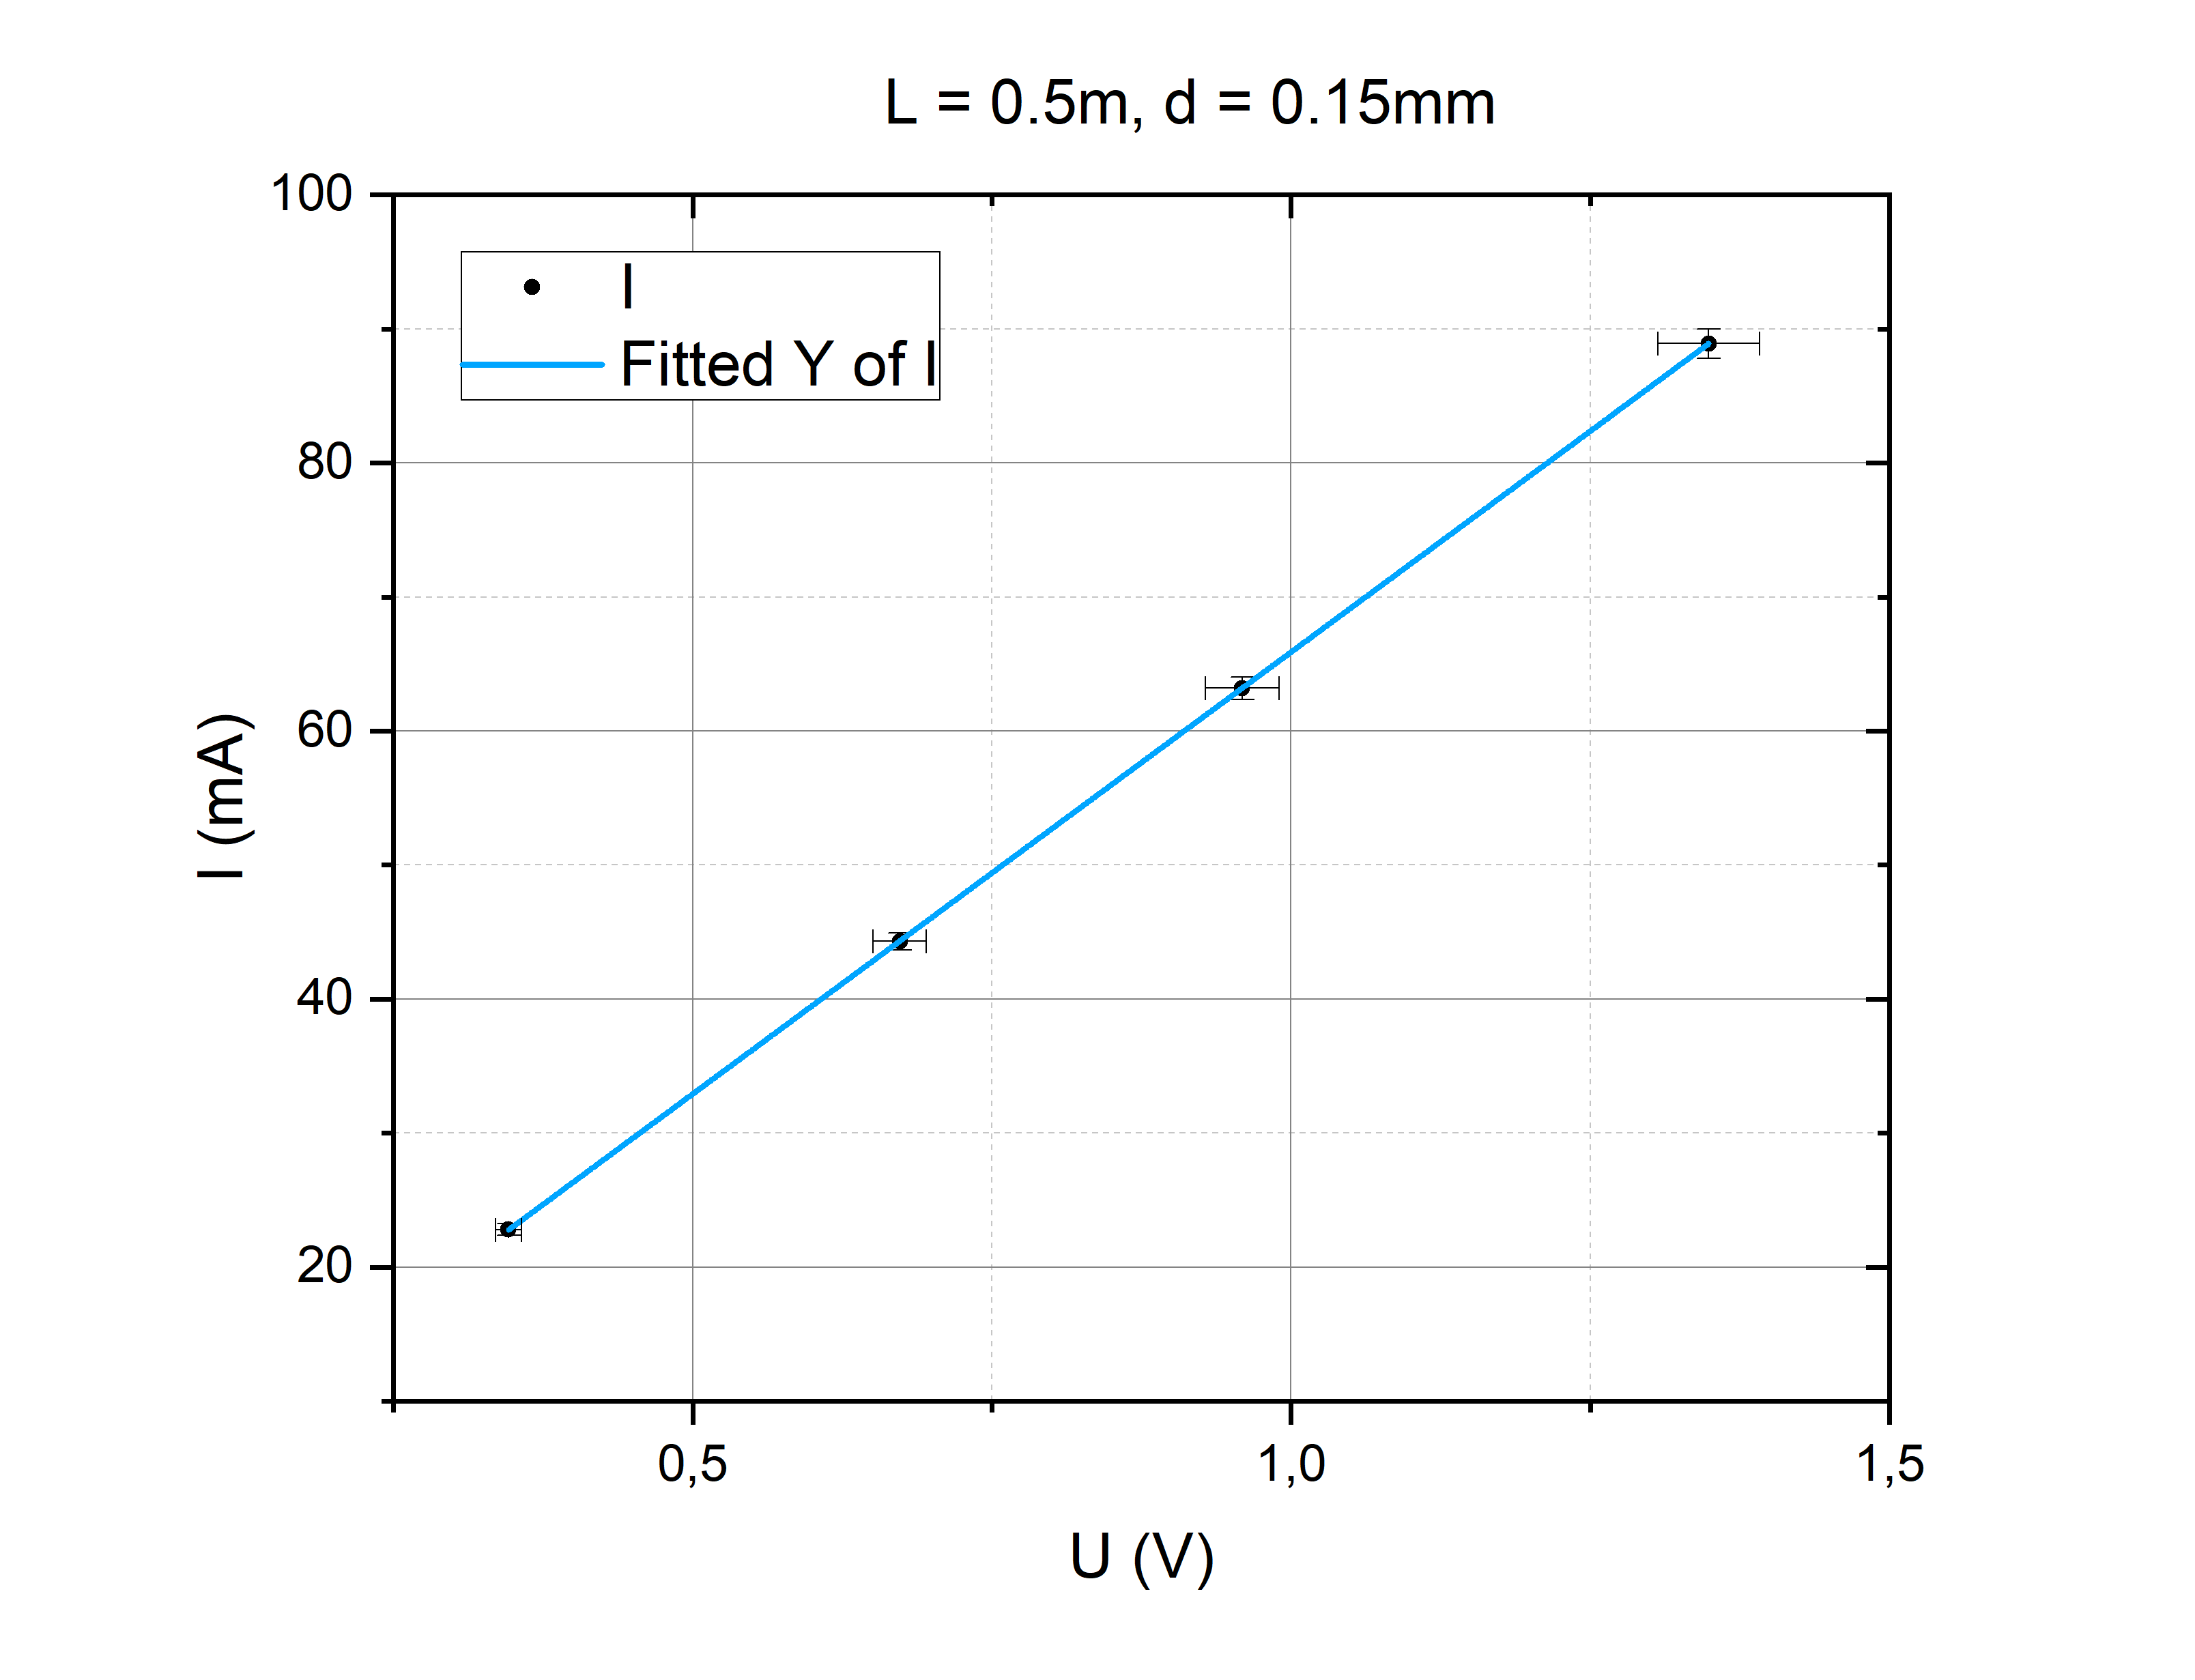 L = 0.5m, d = 0.15mm
100
80
60
40
20
I (mA)
I
Fitted Y of I
0,5
1,0
1,5
U (V)